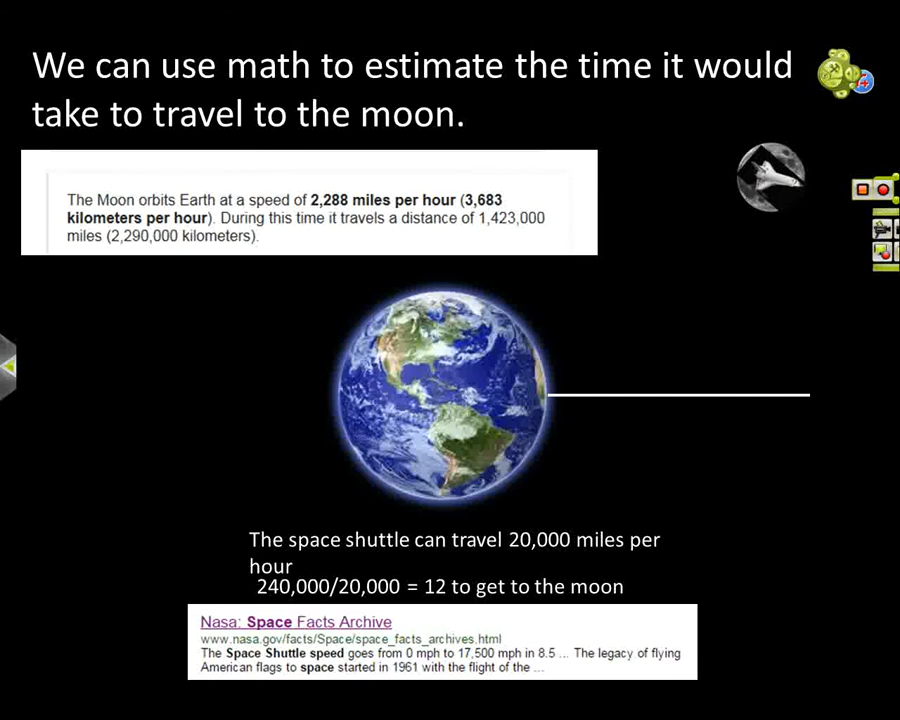 We can use math to estimate the time it would
take to travel to the moon.
The Moon orbits Earth at a speed of 2,288 miles per hour (3,683
kilometers per hour). During this time it travels a distance of 1,423,000
miles (2,290,000 kilometers).
The space shuttle can travel 20,000 miles per
hour
240,000/20,000 = 12 to get to the moon
Nasa: Space Facts Archive
www.nasa.gov/facts/Space/space_facts_archives.html
The Space Shuttle speed goes from 0 mph to 17,500 mph in 8.5 ... The legacy of flying
American flags to space started in 1961 with the flight of the ...